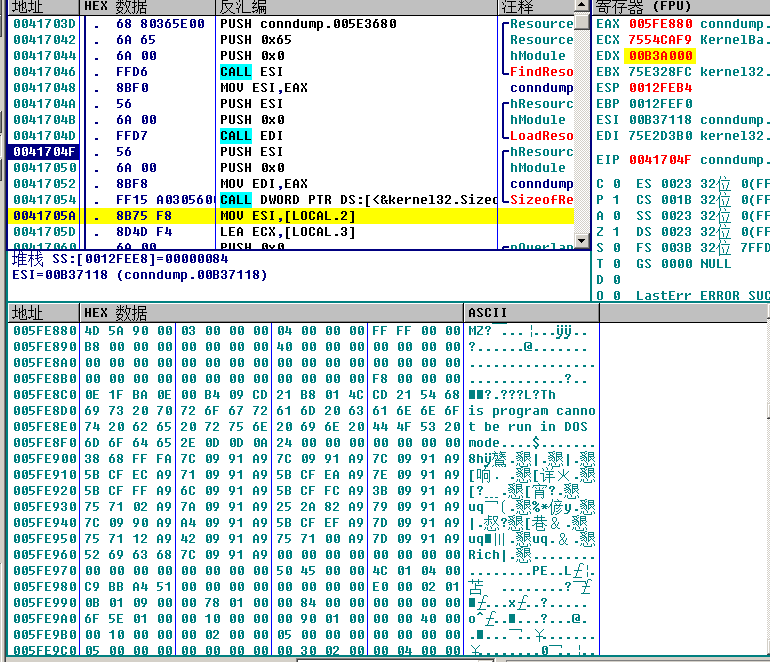 地址 HEX 数据 反汇编 注释
0041703D . 68 80365E00 PUSH conndump.005E3680 Resource
00417042 . 6A 65 PUSH 0x65 Resource
00417044 . 6A 00 PUSH 0x0 hModule
00417046 . FFD6 CALL ESI FindReso
00417048 . 8BF0 MOV ESI,EAX conndump
0041704A . 56 PUSH ESI hResourc
0041704B . 6A 00 PUSH 0x0 hModule
0041704D . FFD7 CALL EDI LoadReso
0041704F . 56 PUSH ESI hResourc
00417050 . 6A 00 PUSH 0x0 hModule
00417052 . 8BF8 MOV EDI,EAX conndump
00417054 . FF15 A0305600 CALL DWORD PTR DS:[<&kernel32.Sizeo SizeofRe
0041705A . 8B75 F8 MOV ESI,[LOCAL.2]
0041705D . 8D4D F4 LEA ECX,[LOCAL.3]
00417060 . 6A 00 PUSH 0x0
寄存器 (FPU)
EAX 005FE880 conndump.
ECX 7554CAF9 KernelBa.
EDX 00B3A000
EBX 75E328FC kernel32.
ESP 0012FEB4
EBP 0012FEF0
ESI 00B37118 conndump.
EDI 75E2D3B0 kernel32.
EIP 0041704F conndump.
C 0 ES 0023 32位 0(FF
P 1 CS 001B 32位 0(FF
A 0 SS 0023 32位 0(FF
Z 1 DS 0023 32位 0(FF
S 0 FS 003B 32位 7FFD
T 0 GS 0000 NULL
D 0
O 0 LastErr ERROR_SUC
堆栈 SS:[0012FEE8]=00000084
ESI=00B37118 (conndump.00B37118)
地址 HEX 数据 ASCII
005FE880 4D 5A 90 00 03 00 00 00 04 00 00 00 FF FF 00 00
005FE890 B8 00 00 00 00 00 00 00 40 00 00 00 00 00 00 00 ?.......@.......
005FE8A0 00 00 00 00 00 00 00 00 00 00 00 00 00 00 00 00 ................
005FE8B0 00 00 00 00 00 00 00 00 00 00 00 00 F8 00 00 00 ............?..
005FE8C0 0E 1F BA 0E 00 B4 09 CD 21 B8 01 4C CD 21 54 68
005FE8D0 69 73 20 70 72 6F 67 72 61 6D 20 63 61 6E 6E 6F is program canno
005FE8E0 74 20 62 65 20 72 75 6E 20 69 6E 20 44 4F 53 20 t be run in DOS
005FE8F0 6D 6F 64 65 2E 0D 0D 0A 24 00 00 00 00 00 00 00 mode....$.......
005FE900 38 68 FF FA 7C 09 91 A9 7C 09 91 A9 7C 09 91 A9
005FE910 5B CF EC A9 71 09 91 A9 5B CF EA A9 7E 09 91 A9
005FE920 5B CF FF A9 6C 09 91 A9 5B CF FC A9 3B 09 91 A9
005FE930 75 71 02 A9 7A 09 91 A9 25 2A 82 A9 79 09 91 A9
005FE940 7C 09 90 A9 A4 09 91 A9 5B CF EF A9 7D 09 91 A9
005FE950 75 71 12 A9 42 09 91 A9 75 71 00 A9 7D 09 91 A9
005FE960 52 69 63 68 7C 09 91 A9 00 00 00 00 00 00 00 00 Rich|.懇........
005FE970 00 00 00 00 00 00 00 00 50 45 00 00 4C 01 04 00
005FE980 C9 BB A4 51 00 00 00 00 00 00 00 00 E0 00 02 01
005FE990 0B 01 09 00 00 78 01 00 00 84 00 00 00 00 00 00
005FE9A0 6F 5E 01 00 00 10 00 00 00 90 01 00 00 00 40 00
005FE9B0 00 10 00 00 00 02 00 00 05 00 00 00 00 00 00 00
005FE9C0 05 00 00 00 00 00 00 00 00 30 02 00 00 04 00 00